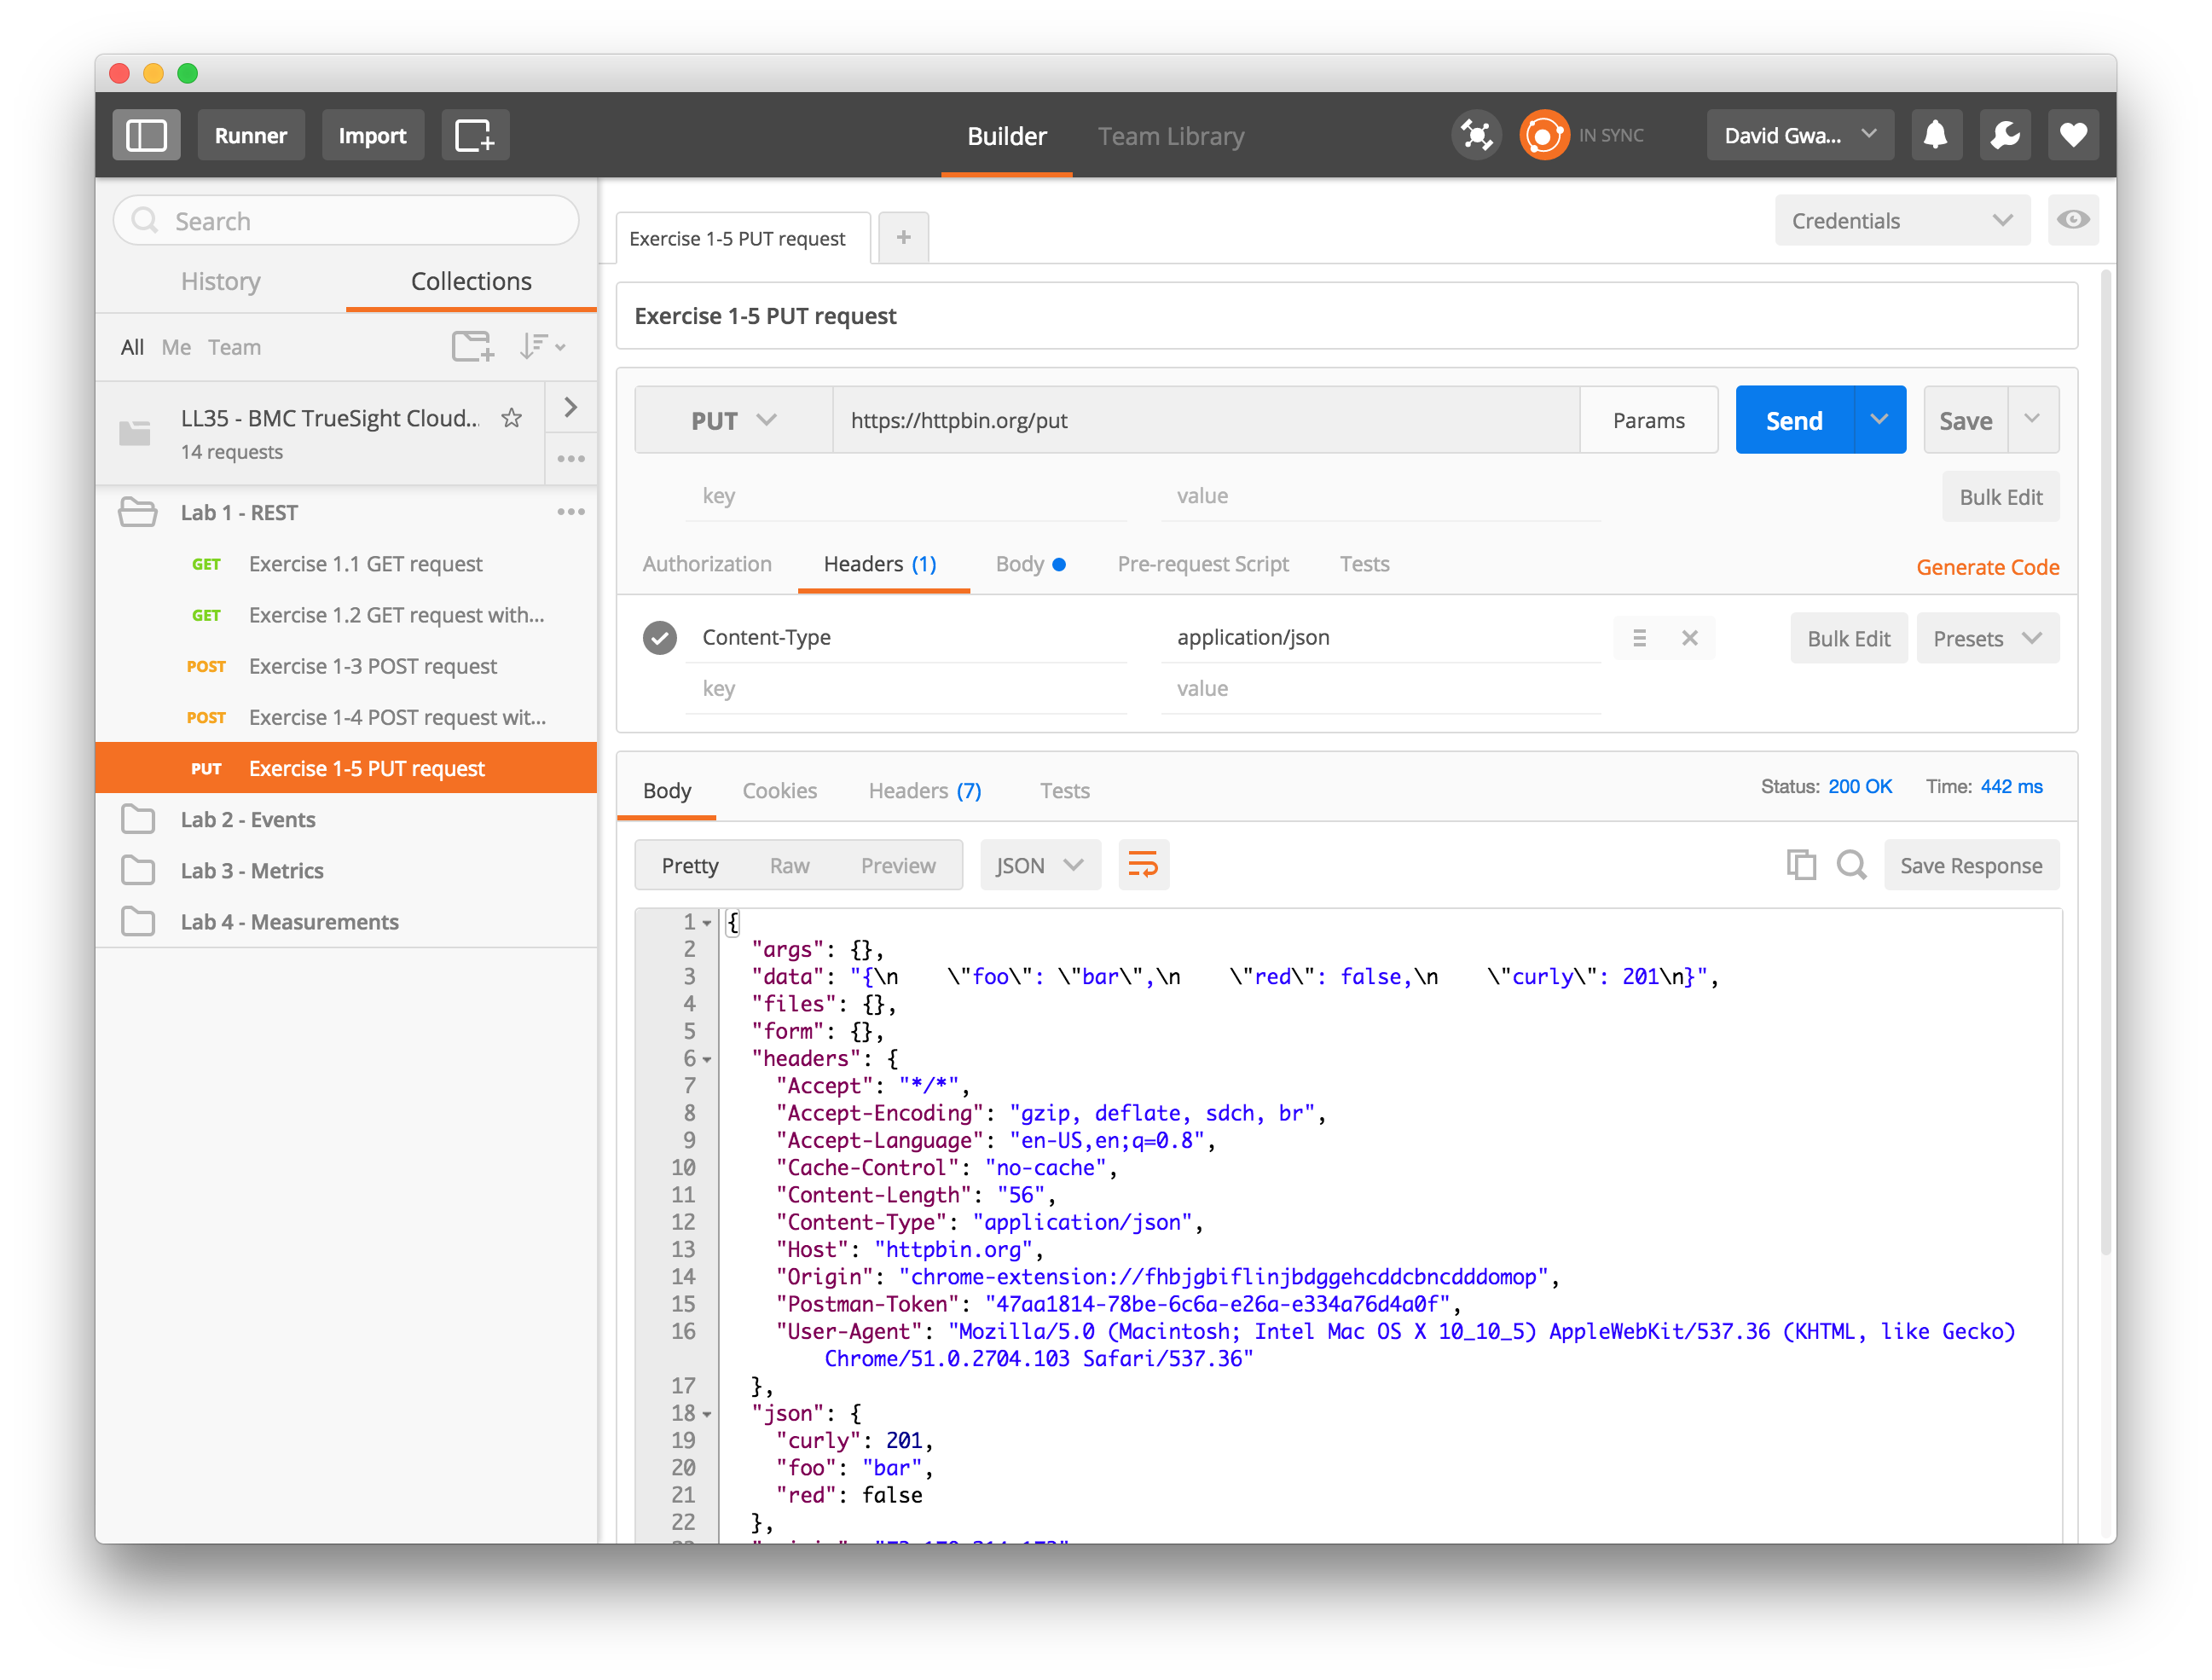 Runner Import Builder Team Library IN SYNC David Gwa...
Search
Credentials
Exercise 1-5 PUT request +
History Collections
Exercise 1-5 PUT request
All Me Team
LL35 - BMC TrueSight Cloud..
14 requests
PUT https://httpbin.org/put Params Send Save
key value Bulk Edit
Lab 1 - REST
GET Exercise 1.1 GET request
GET Exercise 1.2 GET request with...
POST Exercise 1-3 POST request
POST Exercise 1-4 POST request wit...
PUT Exercise 1-5 PUT request
Lab 2 - Events
Lab 3 - Metrics
Lab 4 - Measurements
Authorization Headers (1) Body Pre-request Script Tests Generate Code
Content-Type application/json Bulk Edit Presets
key value
Body Cookies Headers (7) Tests Status: 200 OK Time: 442 ms
Pretty Raw Preview JSON Save Response
1 {
2 "args": {},
3 "data": "{\n    \"foo\": \"bar\",\n    \"red\": false,\n    \"curly\": 201\n}",
4 "files": {},
5 "form": {},
6 "headers": {
7 "Accept": "*/*",
8 "Accept-Encoding": "gzip, deflate, sdch, br",
9 "Accept-Language": "en-US,en;q=0.8",
10 "Cache-Control": "no-cache",
11 "Content-Length": "56",
12 "Content-Type": "application/json",
13 "Host": "httpbin.org",
14 "Origin": "chrome-extension://fhbjgbiflinjbdggehcddcbncdddomop",
15 "Postman-Token": "47aa1814-78be-6c6a-e26a-e334a76d4a0f",
16 "User-Agent": "Mozilla/5.0 (Macintosh; Intel Mac OS X 10_10_5) AppleWebKit/537.36 (KHTML, like Gecko)
Chrome/51.0.2704.103 Safari/537.36"
17 },
18 "json": {
19 "curly": 201,
20 "foo": "bar",
21 "red": false
22 },